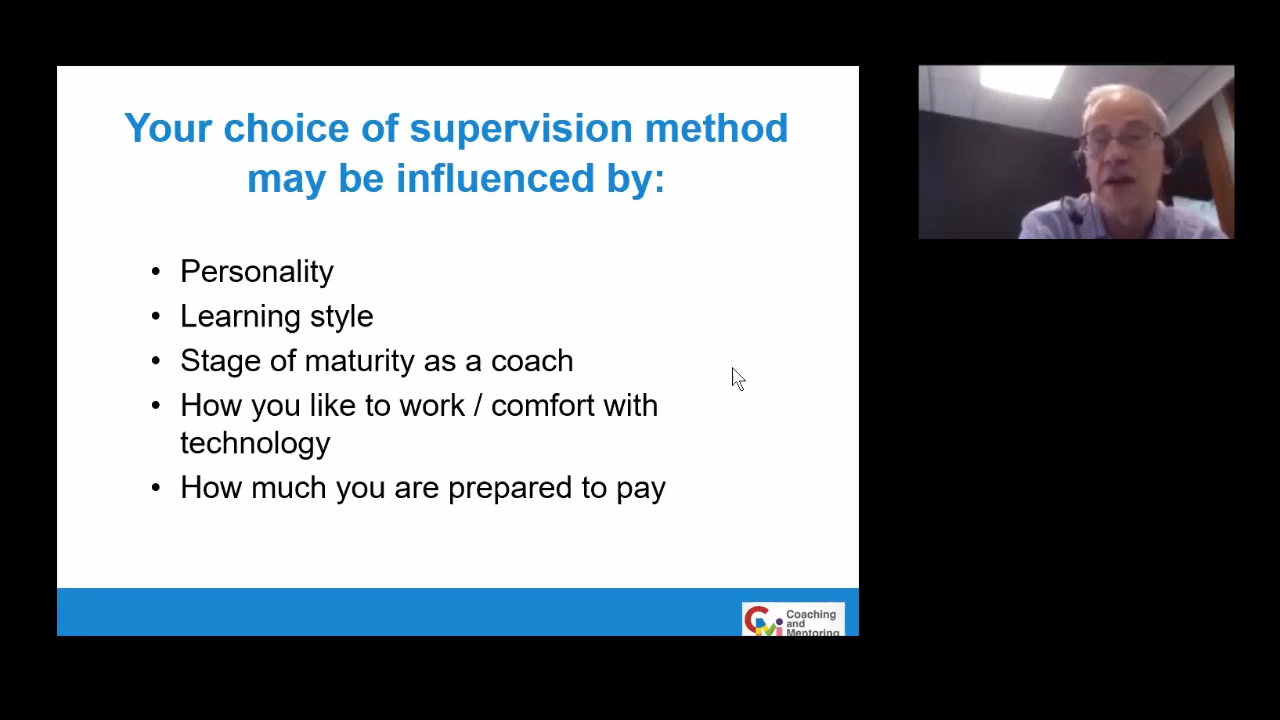 Your choice of supervision method
may be influenced by:
• Personality
• Learning style
• Stage of maturity as a coach
• How you like to work / comfort with
technology
• How much you are prepared to pay
Coaching
and
Mentoring